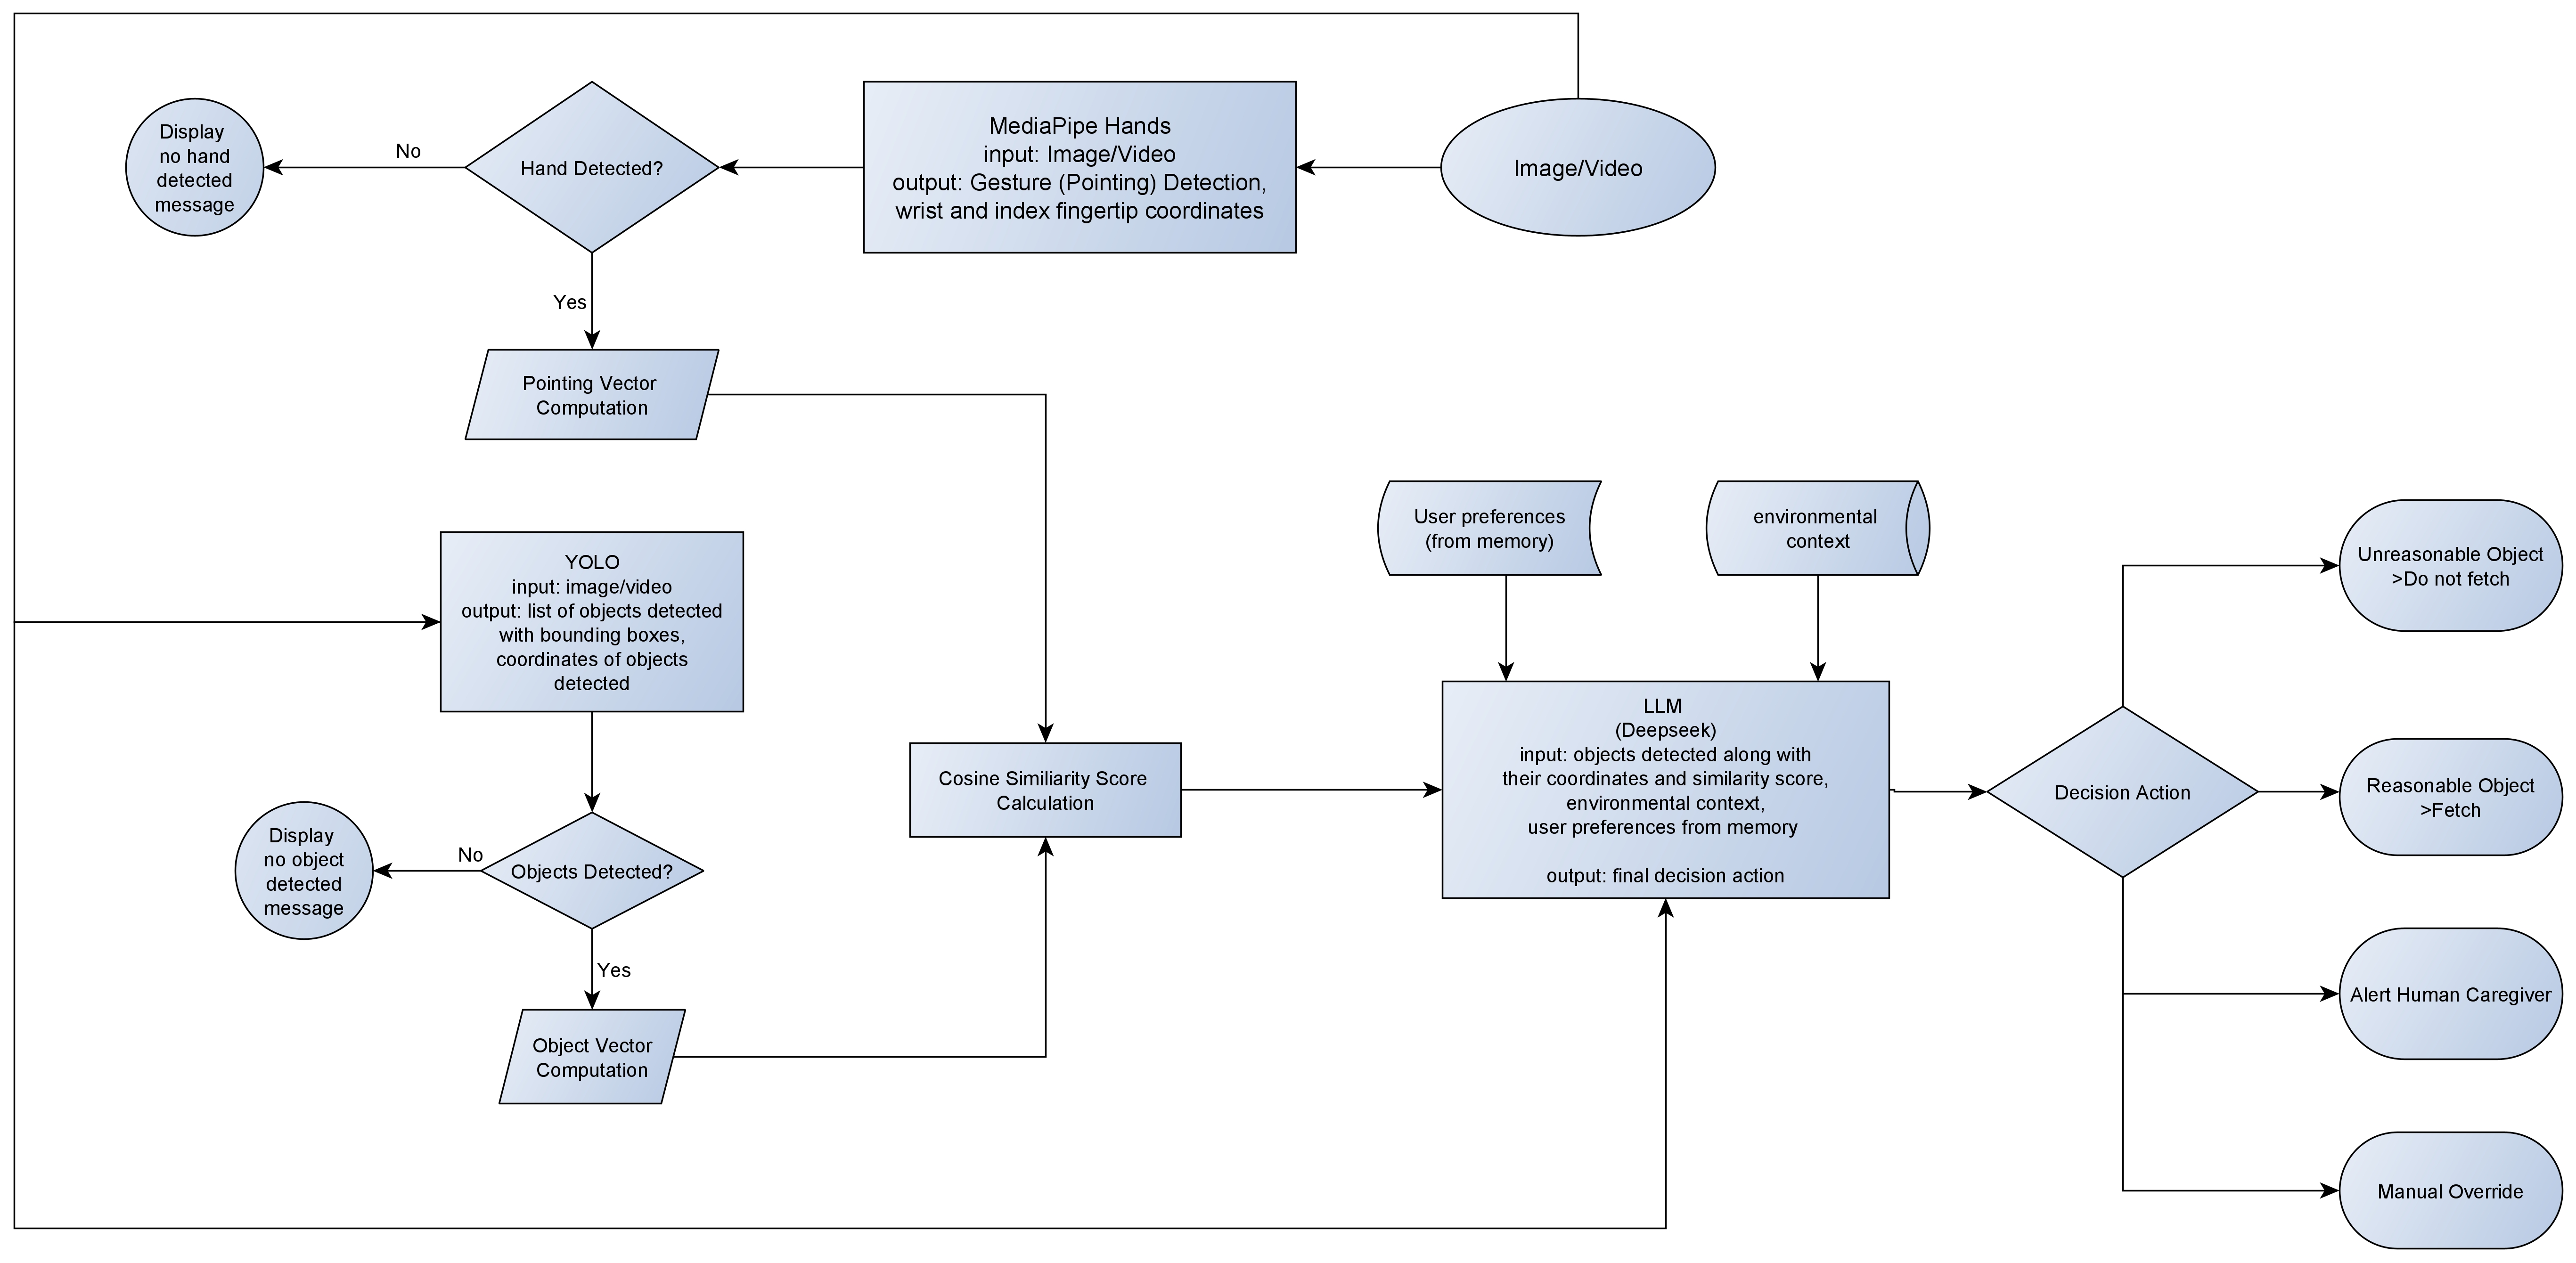 Display
no hand
detected
message
No
Hand Detected?
MediaPipe Hands
input: Image/Video
output: Gesture (Pointing) Detection,
wrist and index fingertip coordinates
Image/Video
Yes
Pointing Vector
Computation
YOLO
input: image/video
output: list of objects detected
with bounding boxes,
coordinates of objects
detected
User preferences
(from memory)
environmental
context
Unreasonable Object
>Do not fetch
Cosine Similiarity Score
Calculation
LLM
(Deepseek)
input: objects detected along with
their coordinates and similarity score,
environmental context,
user preferences from memory
output: final decision action
Decision Action
Reasonable Object
>Fetch
Display
no object
detected
message
No
Objects Detected?
Yes
Object Vector
Computation
Alert Human Caregiver
Manual Override